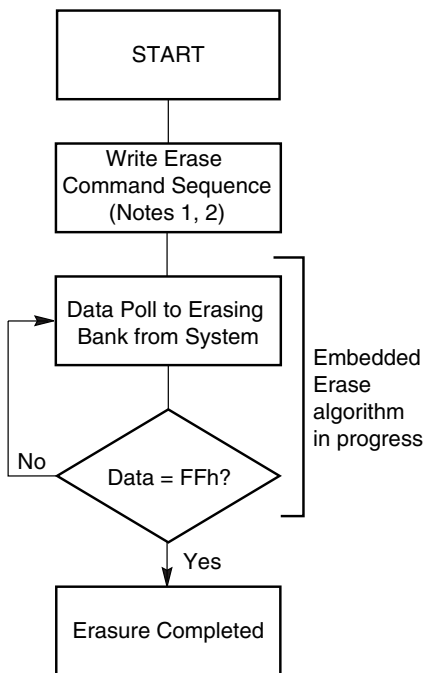 START
Write Erase
Command Sequence
(Notes 1, 2)
Data Poll to Erasing
Bank from System
Embedded
Erase
algorithm
in progress
No
Data = FFh?
Yes
Erasure Completed